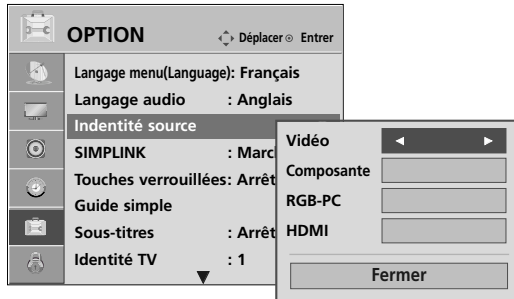 OPTION
Déplacer Entrer
Langage menu(Language): Français
Langage audio : Anglais
Indentité source
SIMPLINK : Marc
Touches verrouillées: Arrêt
Guide simple
Sous-titres : Arrêt
Identité TV : 1
Vidéo
Composante
RGB-PC
HDMI
Fermer